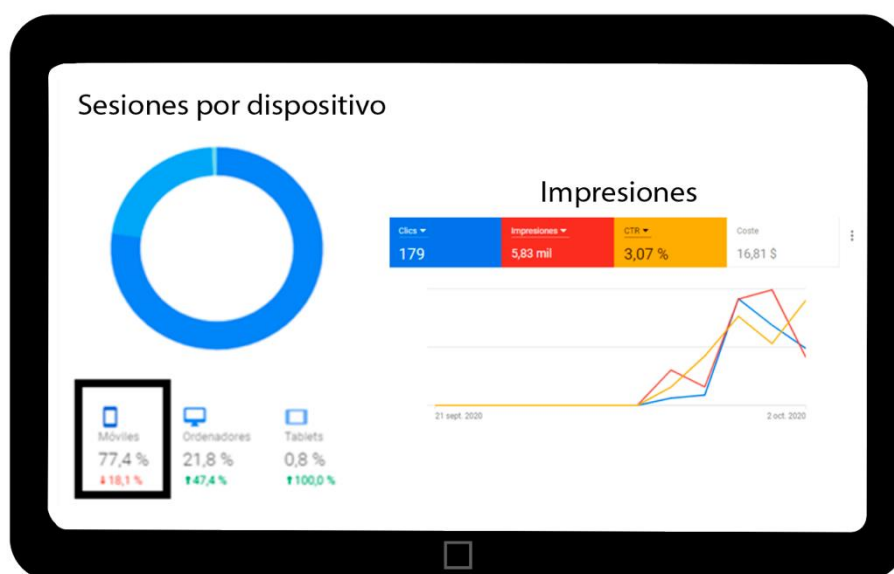 Sesiones por dispositivo
Impresiones
Clics
Impresiones
CTR
Coste
179
5,83 mil
3,07 %
16,81 $
21 sept. 2020
2 oct. 2020
Móviles
Ordenadores
Tablets
77,4 %
21,8 %
0,8 %
18,1 %
47,4 %
100,0 %